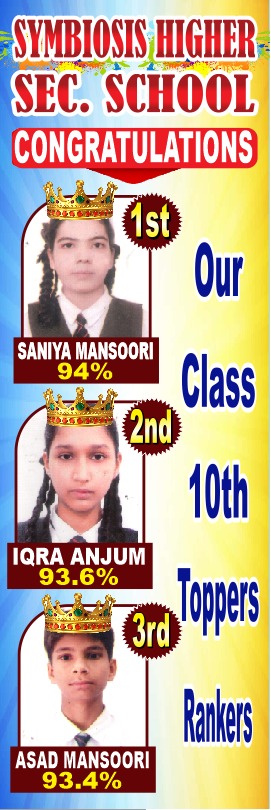 SYMBIOSIS HIGHER
SEC. SCHOOL
CONGRATULATIONS
1st
SANIYA MANSOORI
94%
2nd
IQRA ANJUM
93.6%
3rd
ASAD MANSOORI
93.4%
Our
Class
10th
Toppers
Rankers